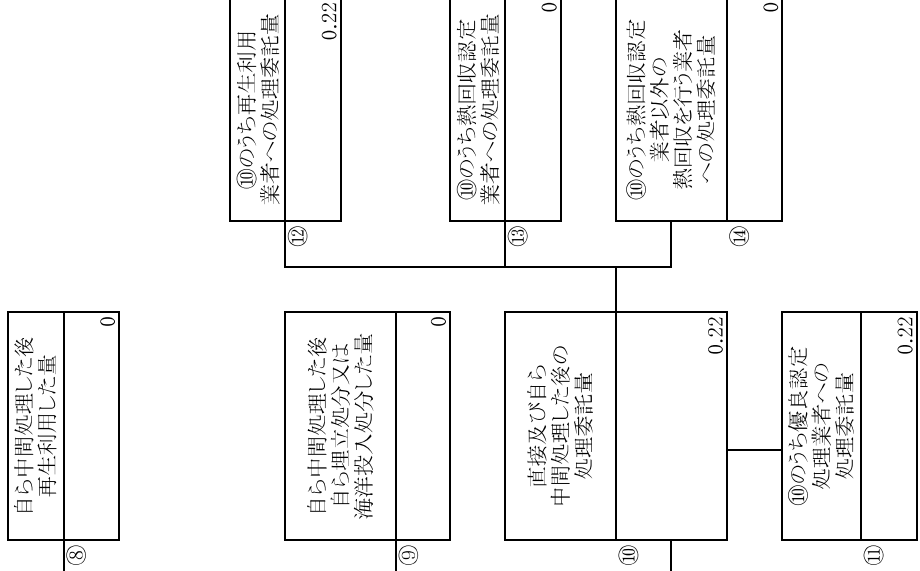 ⑧
自ら中間処理した後
再生利用した量
0
⑨
自ら中間処理した後
自ら埋立処分又は
海洋投入処分した量
0
⑩
直接及び自ら
中間処理した後の
処理委託量
0.22
⑪
⑩のうち優良認定
処理業者への
処理委託量
0.22
⑫
⑩のうち再生利用
業者への処理委託量
0.22
⑬
⑩のうち熱回収認定
業者への処理委託量
0
⑭
⑩のうち熱回収認定
業者以外の
熱回収を行う業者
への処理委託量
0